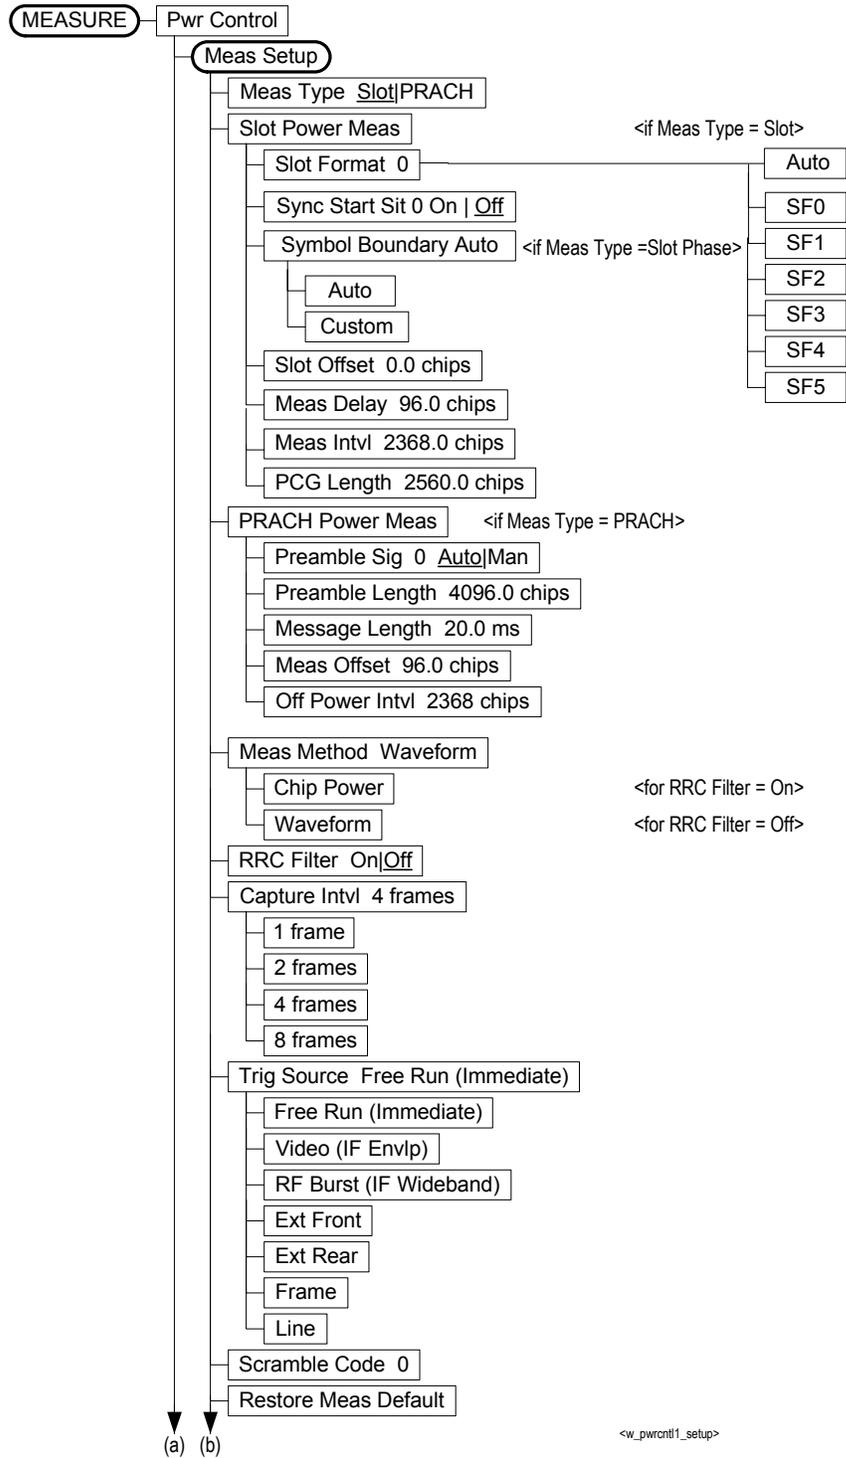 MEASURE Pwr Control
Meas Setup
Meas Type Slot|PRACH
Slot Power Meas <if Meas Type = Slot>
Slot Format 0 Auto
Sync Start Sit 0 On | Off SF0
Symbol Boundary Auto <if Meas Type =Slot Phase> SF1
Auto SF2
Custom SF3
Slot Offset 0.0 chips SF4
Meas Delay 96.0 chips SF5
Meas Intvl 2368.0 chips
PCG Length 2560.0 chips
PRACH Power Meas <if Meas Type = PRACH>
Preamble Sig 0 Auto|Man
Preamble Length 4096.0 chips
Message Length 20.0 ms
Meas Offset 96.0 chips
Off Power Intvl 2368 chips
Meas Method Waveform
Chip Power <for RRC Filter = On>
Waveform <for RRC Filter = Off>
RRC Filter On|Off
Capture Intvl 4 frames
1 frame
2 frames
4 frames
8 frames
Trig Source Free Run (Immediate)
Free Run (Immediate)
Video (IF Envlp)
RF Burst (IF Wideband)
Ext Front
Ext Rear
Frame
Line
Scramble Code 0
Restore Meas Default
(a) (b) <w_pwrcntl1_setup>